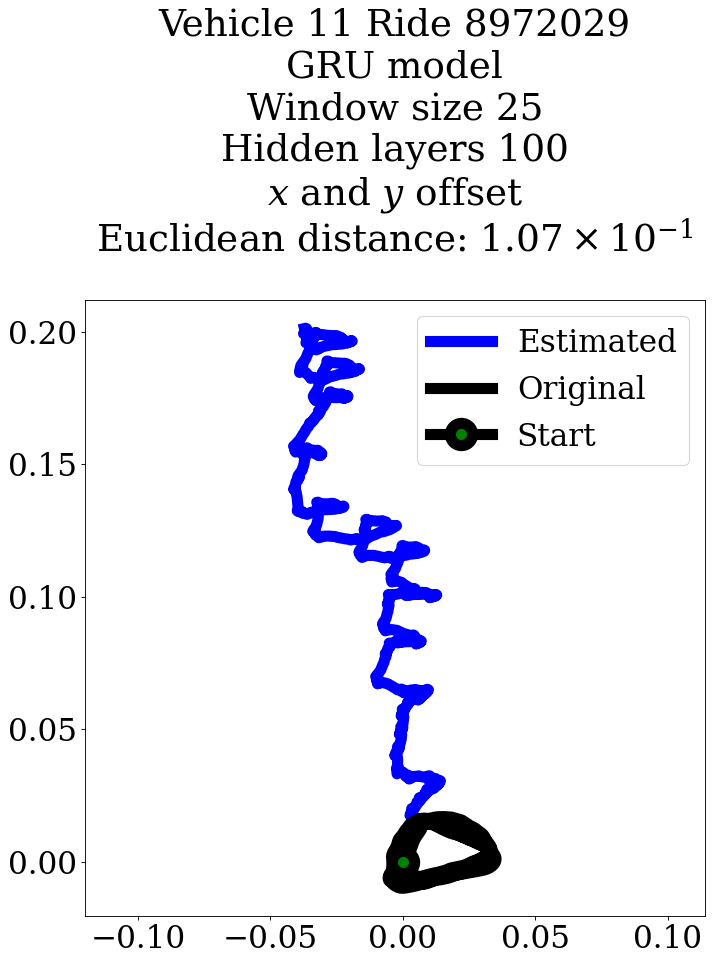 Vehicle 11 Ride 8972029
GRU model
Window size 25
Hidden layers 100
x and y offset
Euclidean distance: 1.07 × 10⁻¹
Estimated
Original
Start
0.20
0.15
0.10
0.05
0.00
−0.10 −0.05 0.00 0.05 0.10